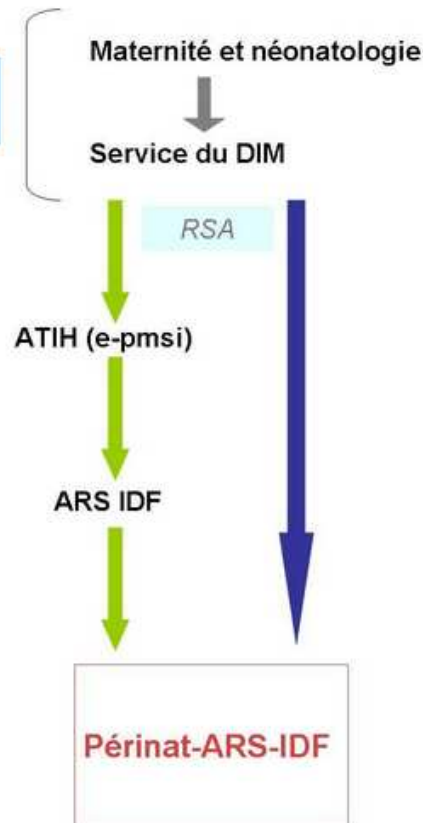 Maternité et néonatologie
Service du DIM
RSA
ATIH (e-pmsi)
ARS IDF
Périnat-ARS-IDF